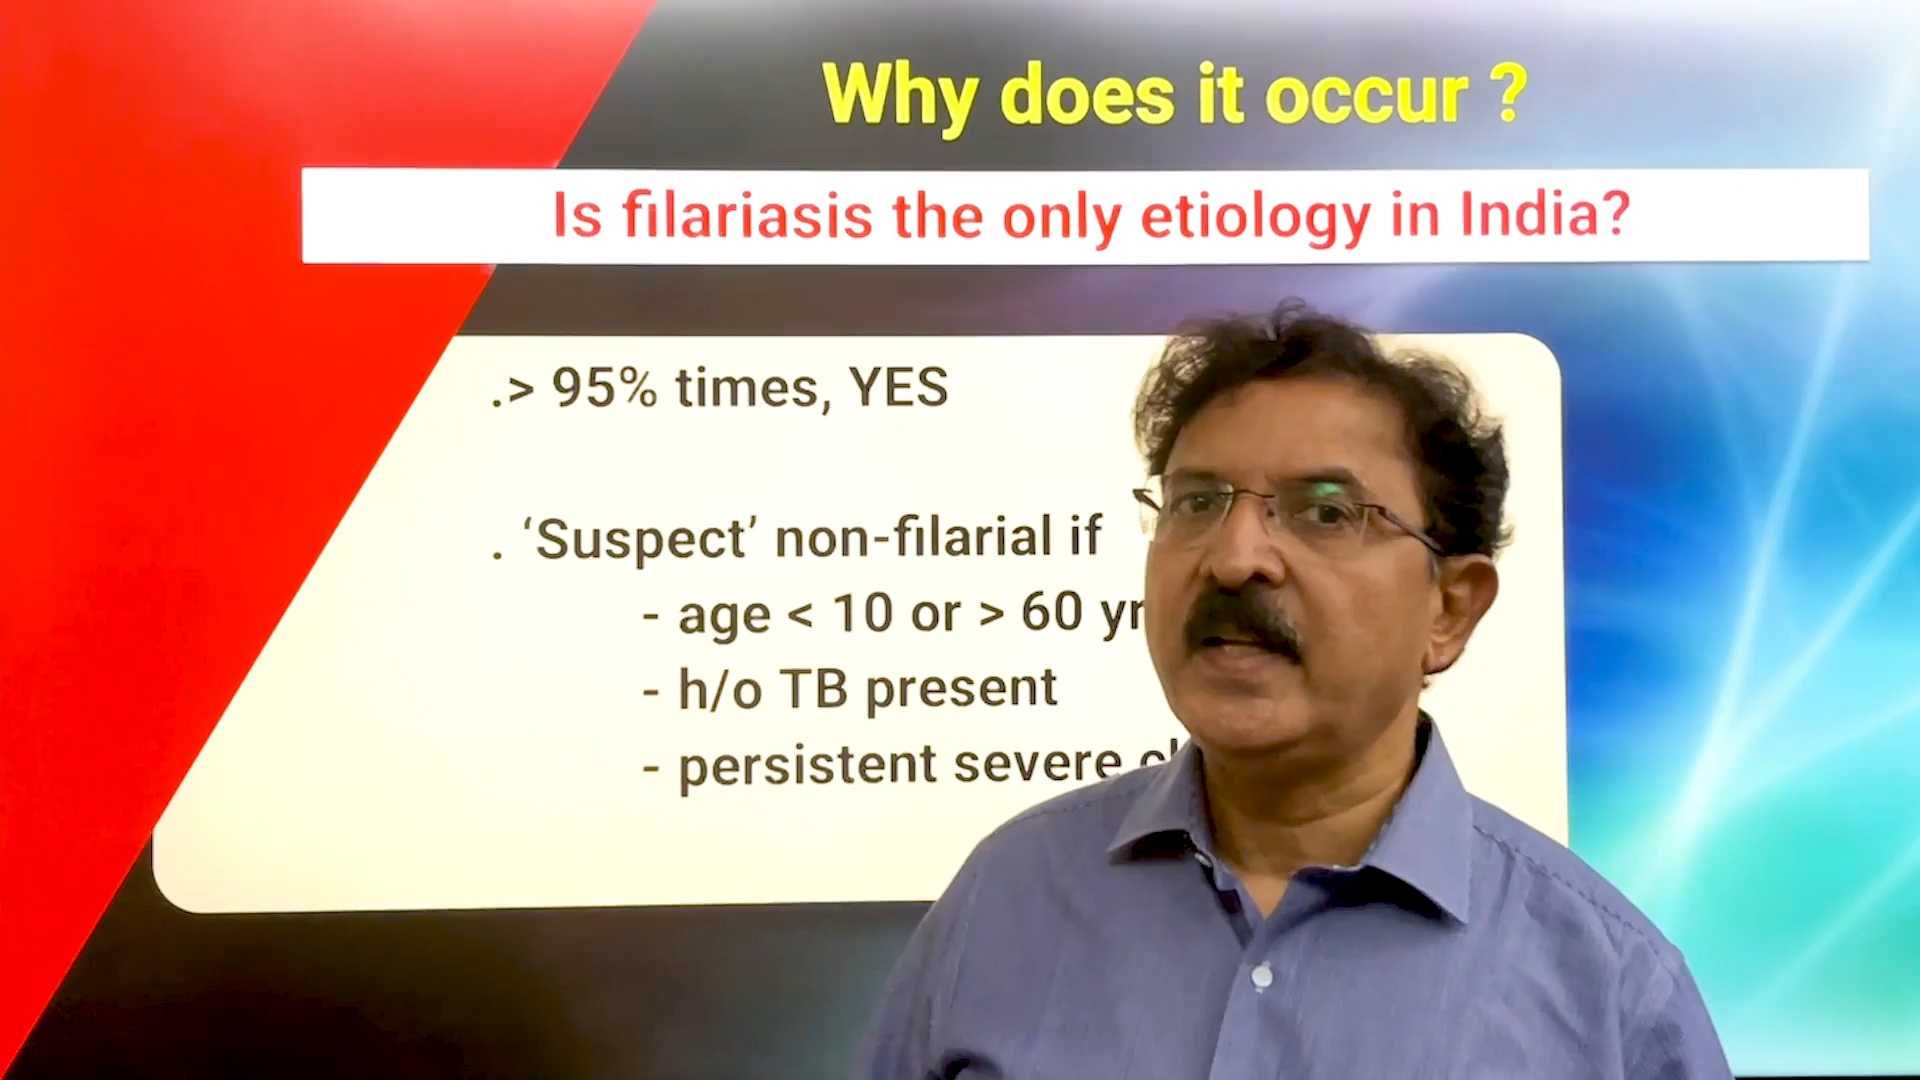 Why does it occur ?
Is filariasis the only etiology in India?
.> 95% times, YES
. ‘Suspect’ non-filarial if
- age < 10 or > 60 yr
- h/o TB present
- persistent severe